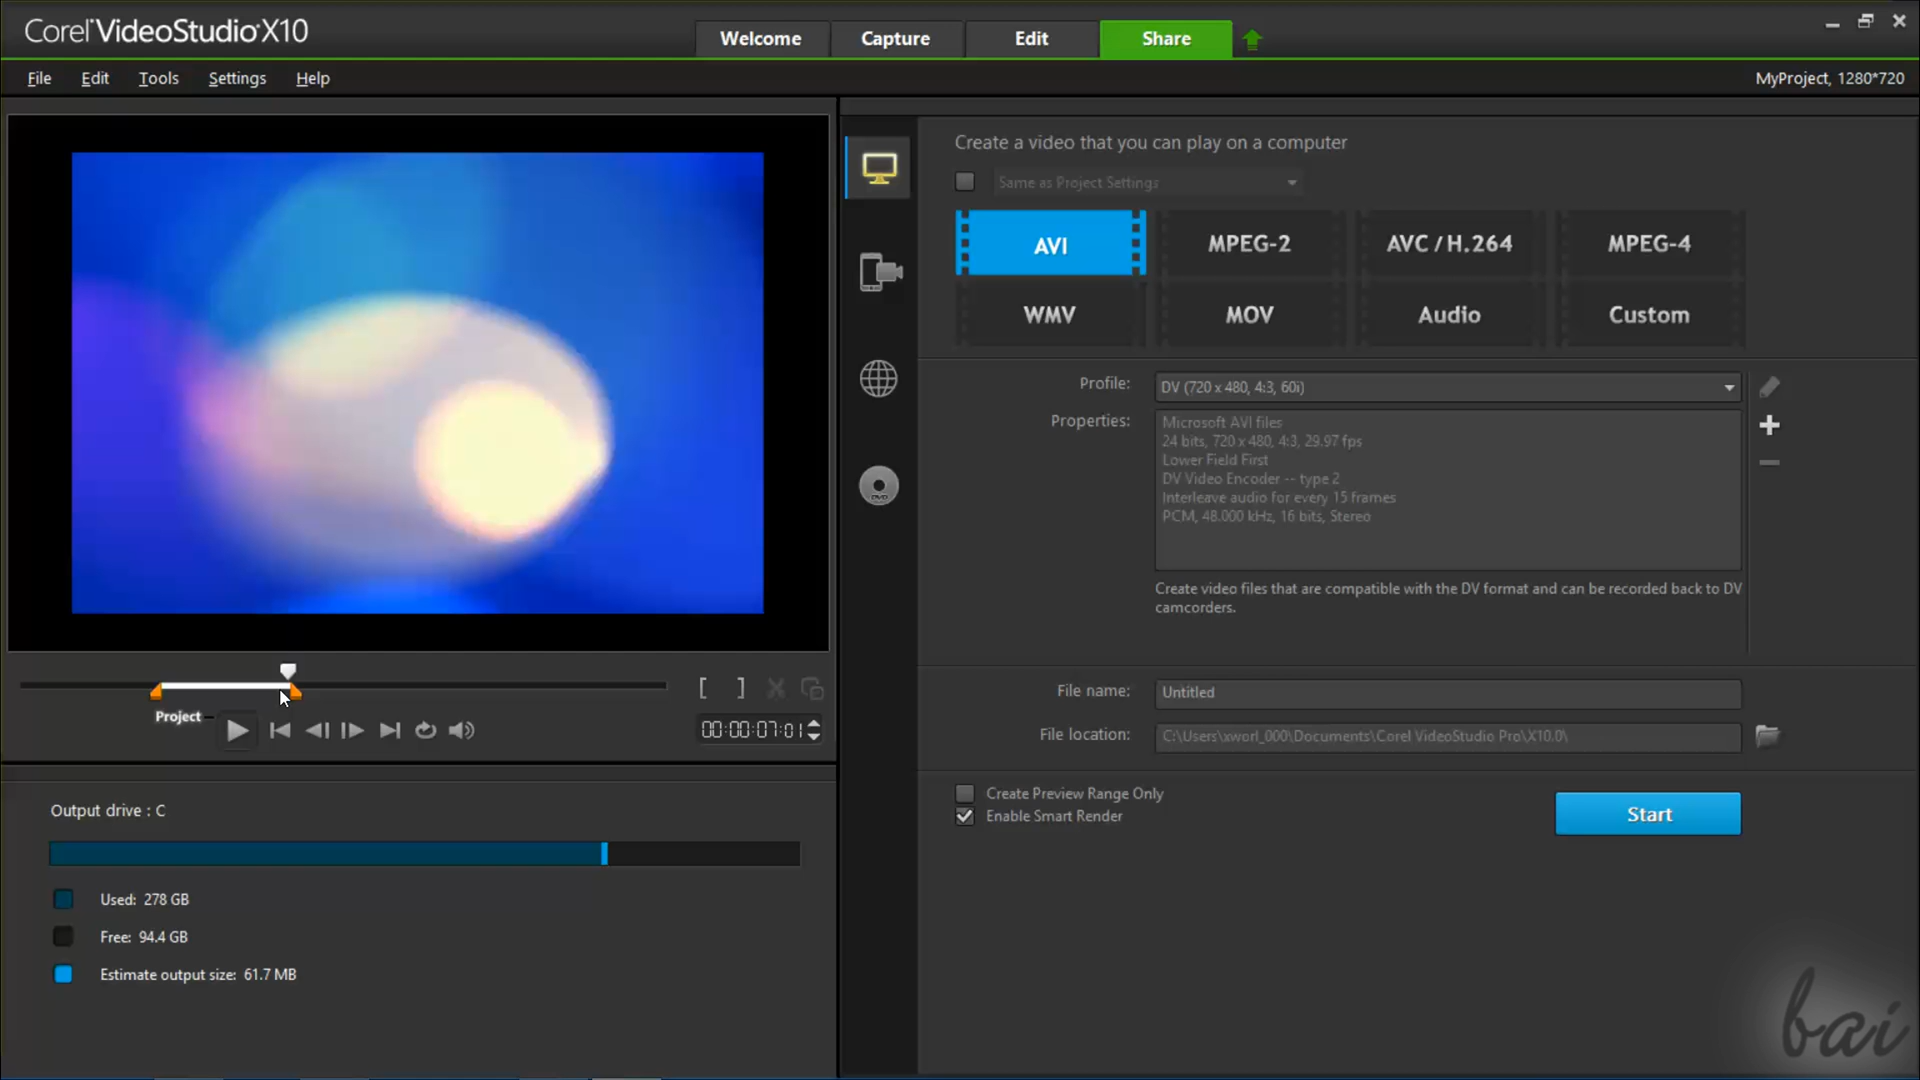 Corel VideoStudio X10
Welcome
Capture
Edit
Share
File
Edit
Tools
Settings
Help
MyProject, 1280*720
Create a video that you can play on a computer
Same as Project Settings
AVI
MPEG-2
AVC / H.264
MPEG-4
WMV
MOV
Audio
Custom
Profile:
DV (720 x 480, 4:3, 60i)
Properties:
Microsoft AVI files
24 bits, 720 x 480, 4:3, 29.97 fps
Lower Field First
DV Video Encoder -- type 2
Interleave audio for every 15 frames
PCM, 48.000 kHz, 16 bits, Stereo
Create video files that are compatible with the DV format and can be recorded back to DV
camcorders.
File name:
Untitled
File location:
C:\Users\xworl_000\Documents\Corel VideoStudio Pro\X10.0\
Create Preview Range Only
Enable Smart Render
Start
Project
[ ]
00:00:07:01
DVD
Output drive : C
Used: 278 GB
Free: 94.4 GB
Estimate output size: 61.7 MB
bai